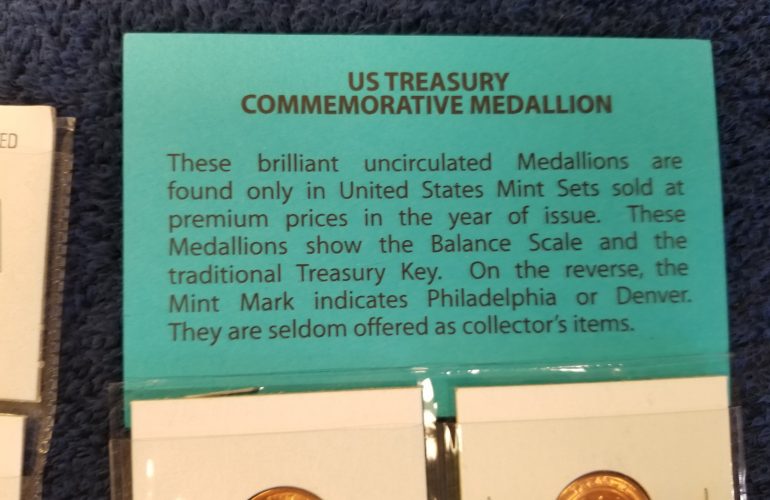 ED
US TREASURY
COMMEMORATIVE MEDALLION
These brilliant uncirculated Medallions are
found only in United States Mint Sets sold at
premium prices in the year of issue. These
Medallions show the Balance Scale and the
traditional Treasury Key. On the reverse, the
Mint Mark indicates Philadelphia or Denver.
They are seldom offered as collector's items.